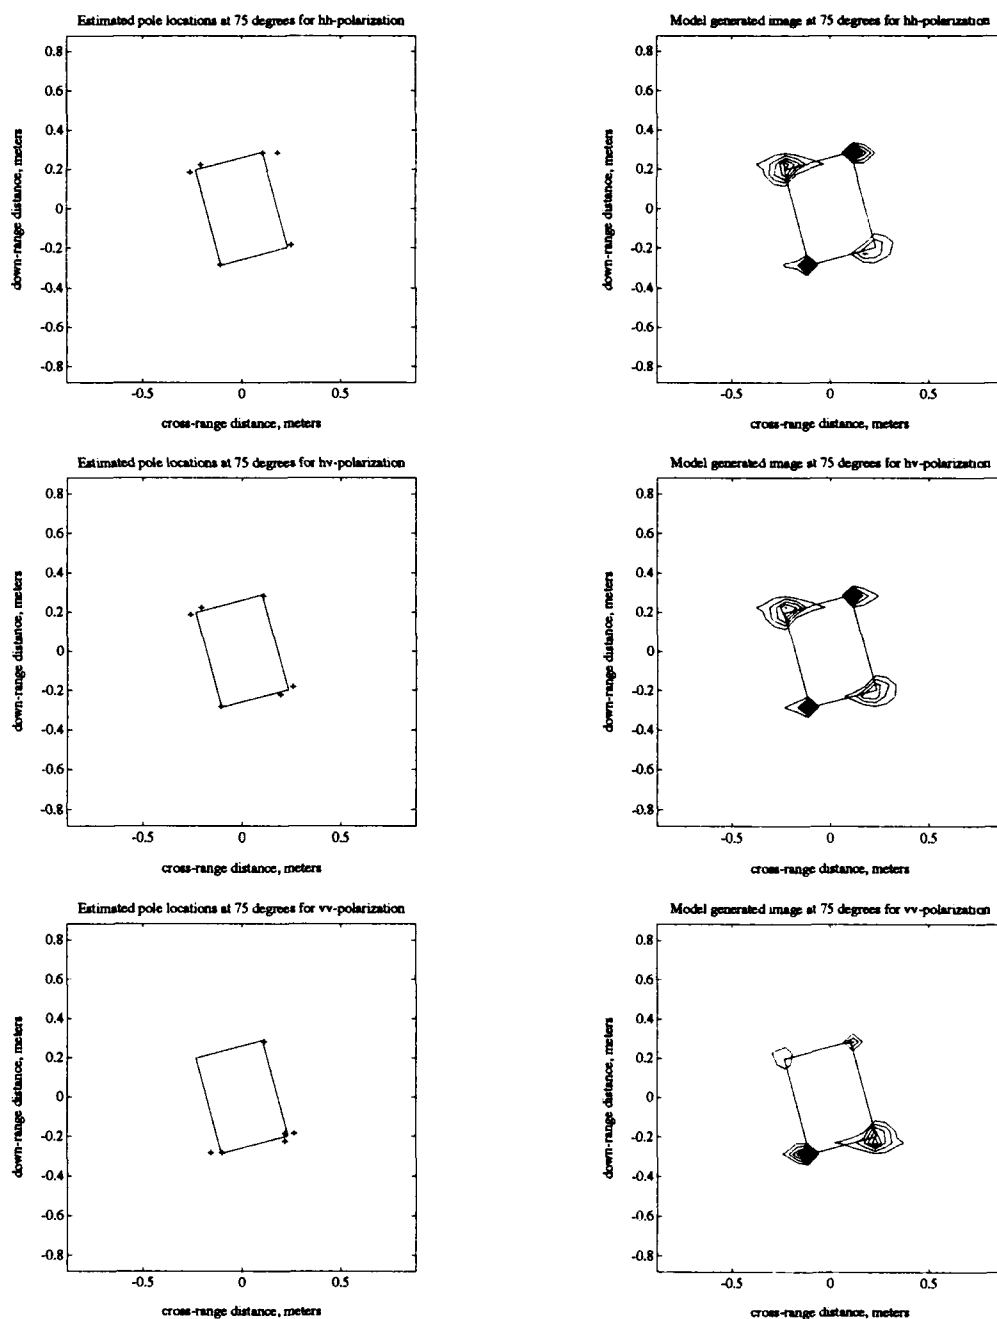 Estimated pole locations at 75 degrees for hh-polarization
0.8
0.6
0.4
0.2
0
-0.2
-0.4
-0.6
-0.8
down-range distance, meters
-0.5 0 0.5
cross-range distance, meters
Model generated image at 75 degrees for hh-polarization
0.8
0.6
0.4
0.2
0
-0.2
-0.4
-0.6
-0.8
down-range distance, meters
-0.5 0 0.5
cross-range distance, meters
Estimated pole locations at 75 degrees for hv-polarization
0.8
0.6
0.4
0.2
0
-0.2
-0.4
-0.6
-0.8
down-range distance, meters
-0.5 0 0.5
cross-range distance, meters
Model generated image at 75 degrees for hv-polarization
0.8
0.6
0.4
0.2
0
-0.2
-0.4
-0.6
-0.8
down-range distance, meters
-0.5 0 0.5
cross-range distance, meters
Estimated pole locations at 75 degrees for vv-polarization
0.8
0.6
0.4
0.2
0
-0.2
-0.4
-0.6
-0.8
down-range distance, meters
-0.5 0 0.5
cross-range distance, meters
Model generated image at 75 degrees for vv-polarization
0.8
0.6
0.4
0.2
0
-0.2
-0.4
-0.6
-0.8
down-range distance, meters
-0.5 0 0.5
cross-range distance, meters